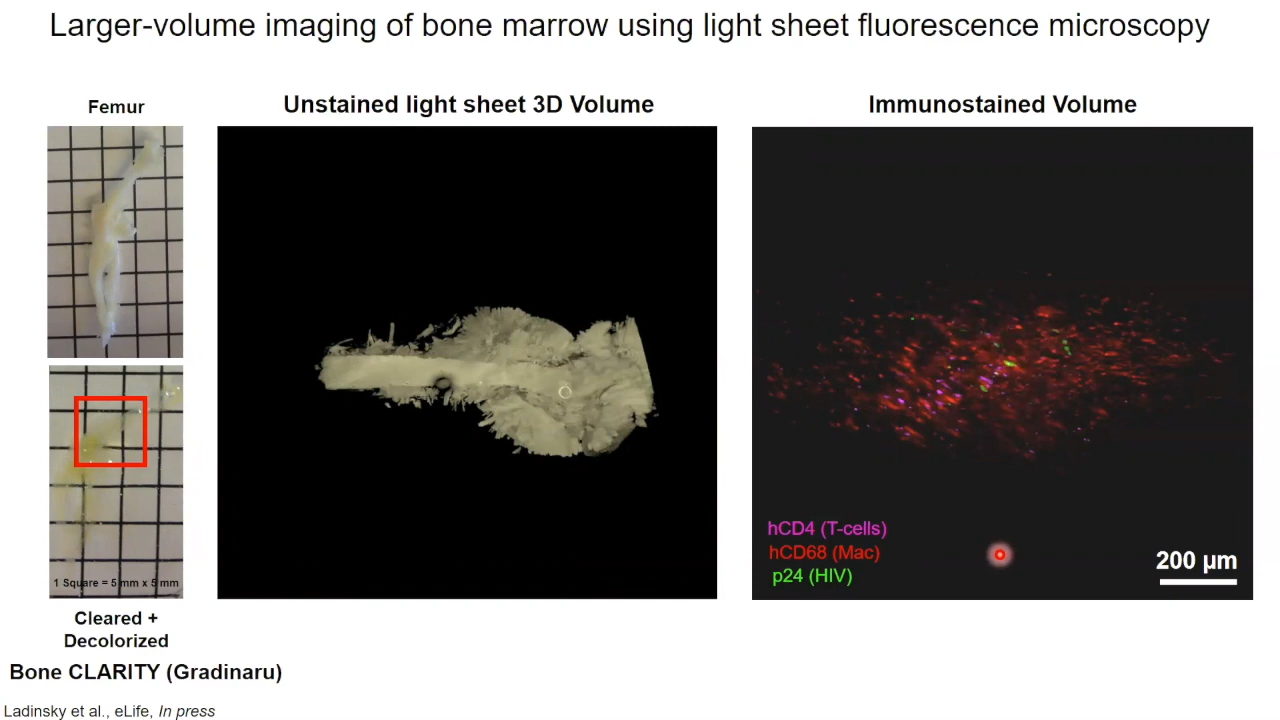 Larger-volume imaging of bone marrow using light sheet fluorescence microscopy
Femur
Unstained light sheet 3D Volume
Immunostained Volume
1 Square = 5 mm x 5 mm
Cleared +
Decolorized
Bone CLARITY (Gradinaru)
hCD4 (T-cells)
hCD68 (Mac)
p24 (HIV)
200 µm
Ladinsky et al., eLife, In press